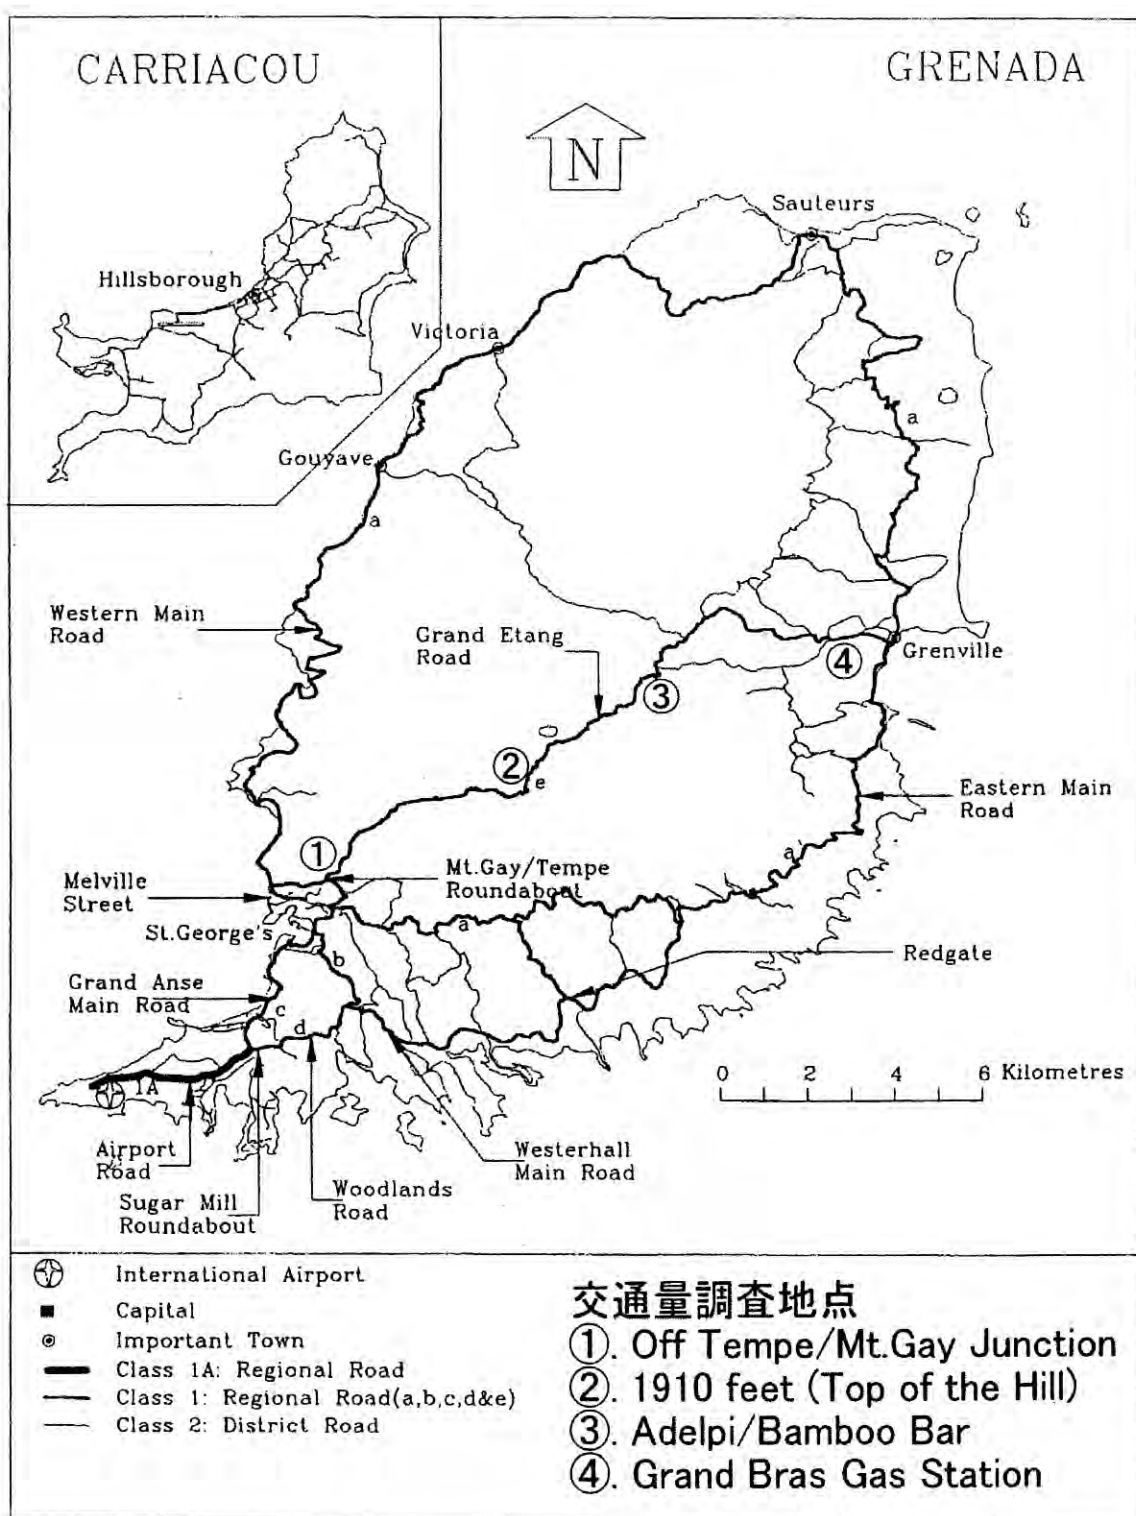 CARRIACOU
GRENADA
N
Sauteurs
Hillsborough
Victoria
a
Gouyave
a
Western Main
Road
Grand Etang
Road
Grenville
④
③
②
e
Eastern Main
Road
①
a
Mt.Gay/Tempe
Roundabout
Melville
Street
a
St.George's
b
Redgate
Grand Anse
Main Road
c
d
0 2 4 6 Kilometres
1A
Airport
Road
Westerhall
Main Road
Woodlands
Road
Sugar Mill
Roundabout
International Airport
Capital
Important Town
Class 1A: Regional Road
Class 1: Regional Road(a,b,c,d&e)
Class 2: District Road
交通量調査地点
①. Off Tempe/Mt.Gay Junction
②. 1910 feet (Top of the Hill)
③. Adelpi/Bamboo Bar
④. Grand Bras Gas Station